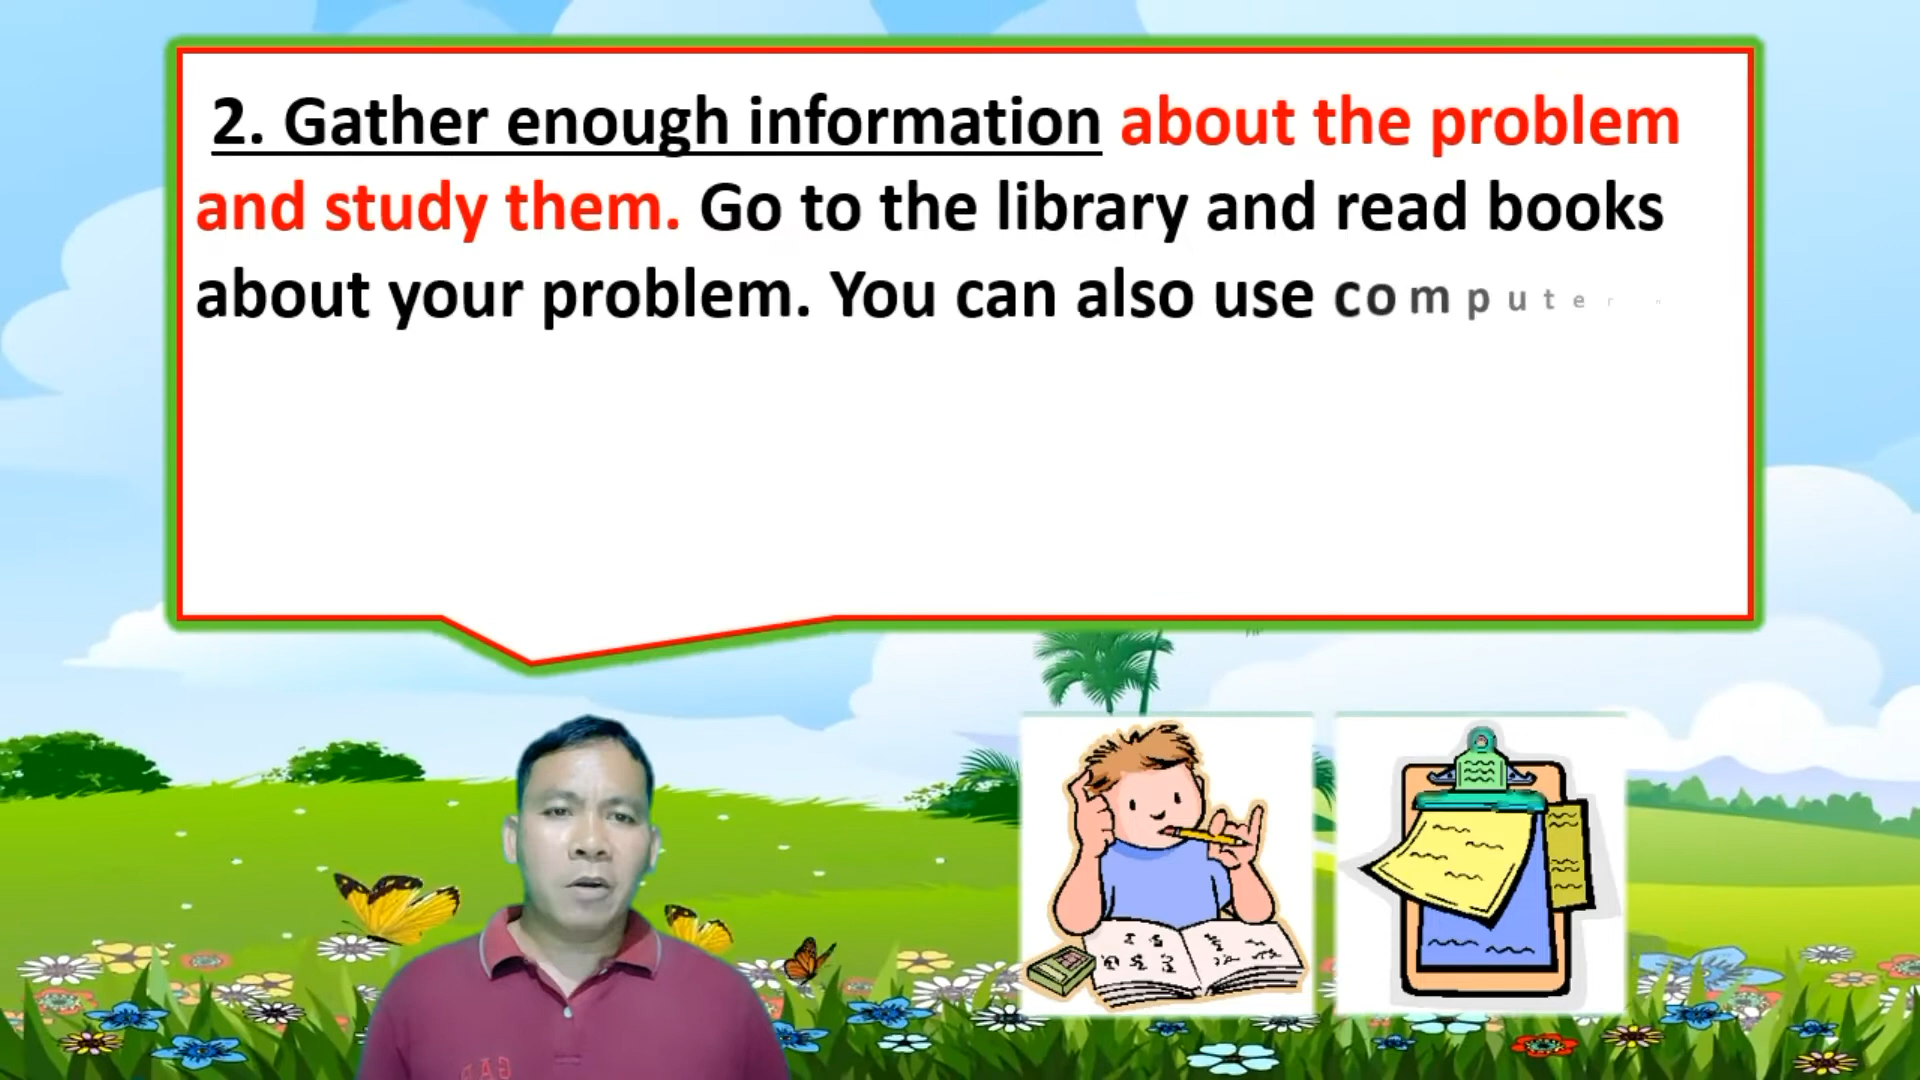 2. Gather enough information about the problem
and study them. Go to the library and read books
about your problem. You can also use computer
GAP